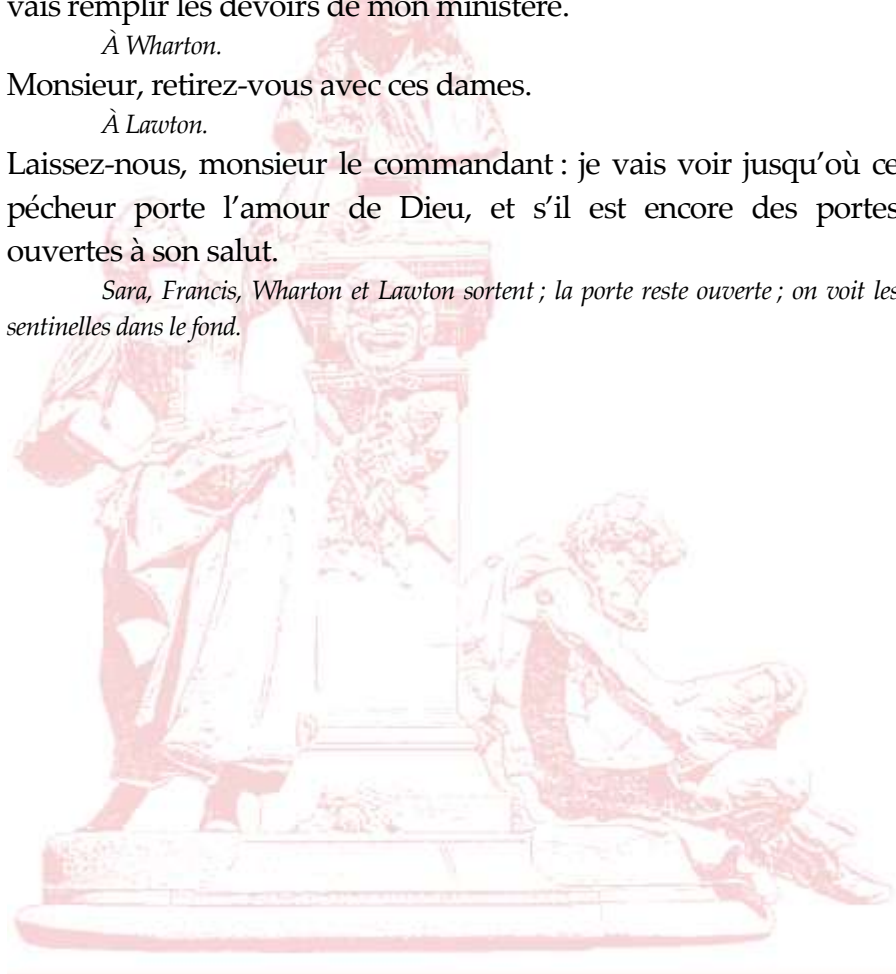 vais remplir les devoirs de mon ministère.
À Wharton.
Monsieur, retirez-vous avec ces dames.
À Lawton.
Laissez-nous, monsieur le commandant : je vais voir jusqu’où ce
pécheur porte l’amour de Dieu, et s’il est encore des portes
ouvertes à son salut.
Sara, Francis, Wharton et Lawton sortent ; la porte reste ouverte ; on voit les
sentinelles dans le fond.